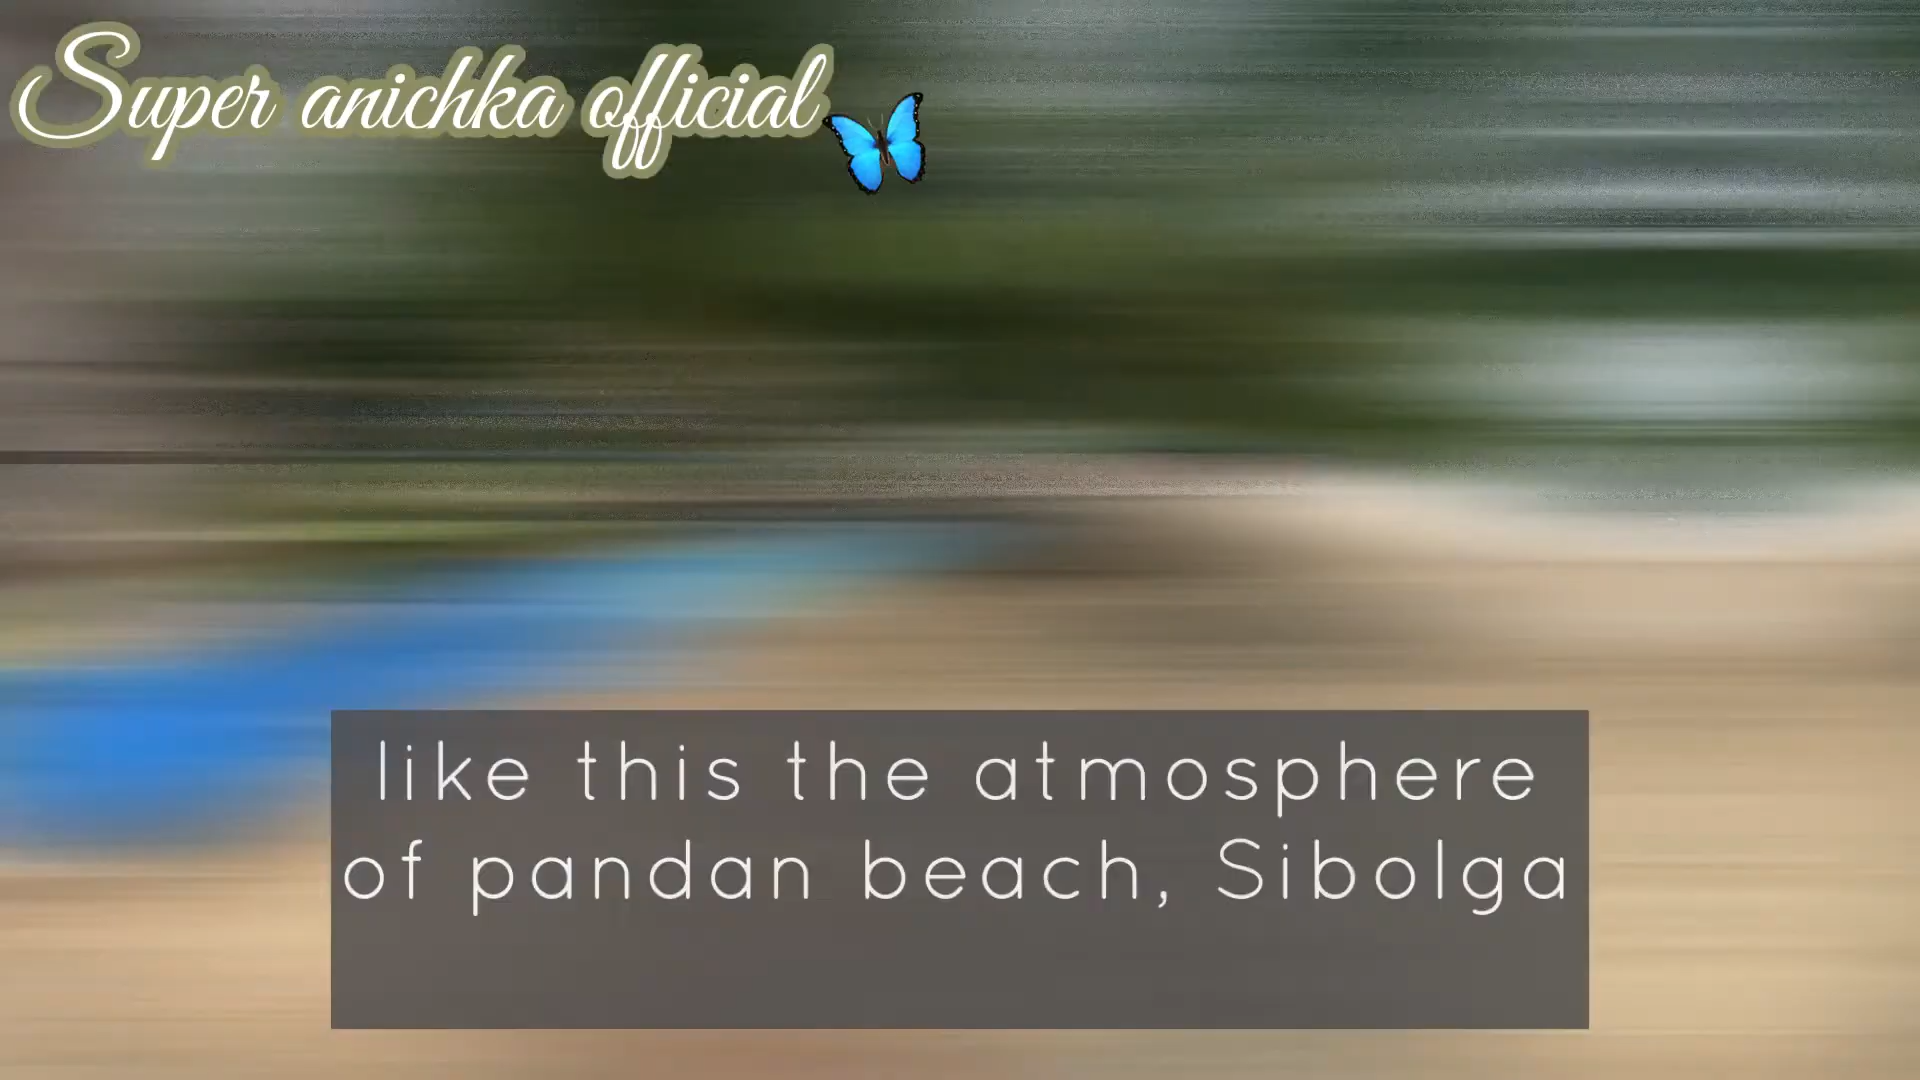 Super anichka official
like this the atmosphere
of pandan beach, Sibolga